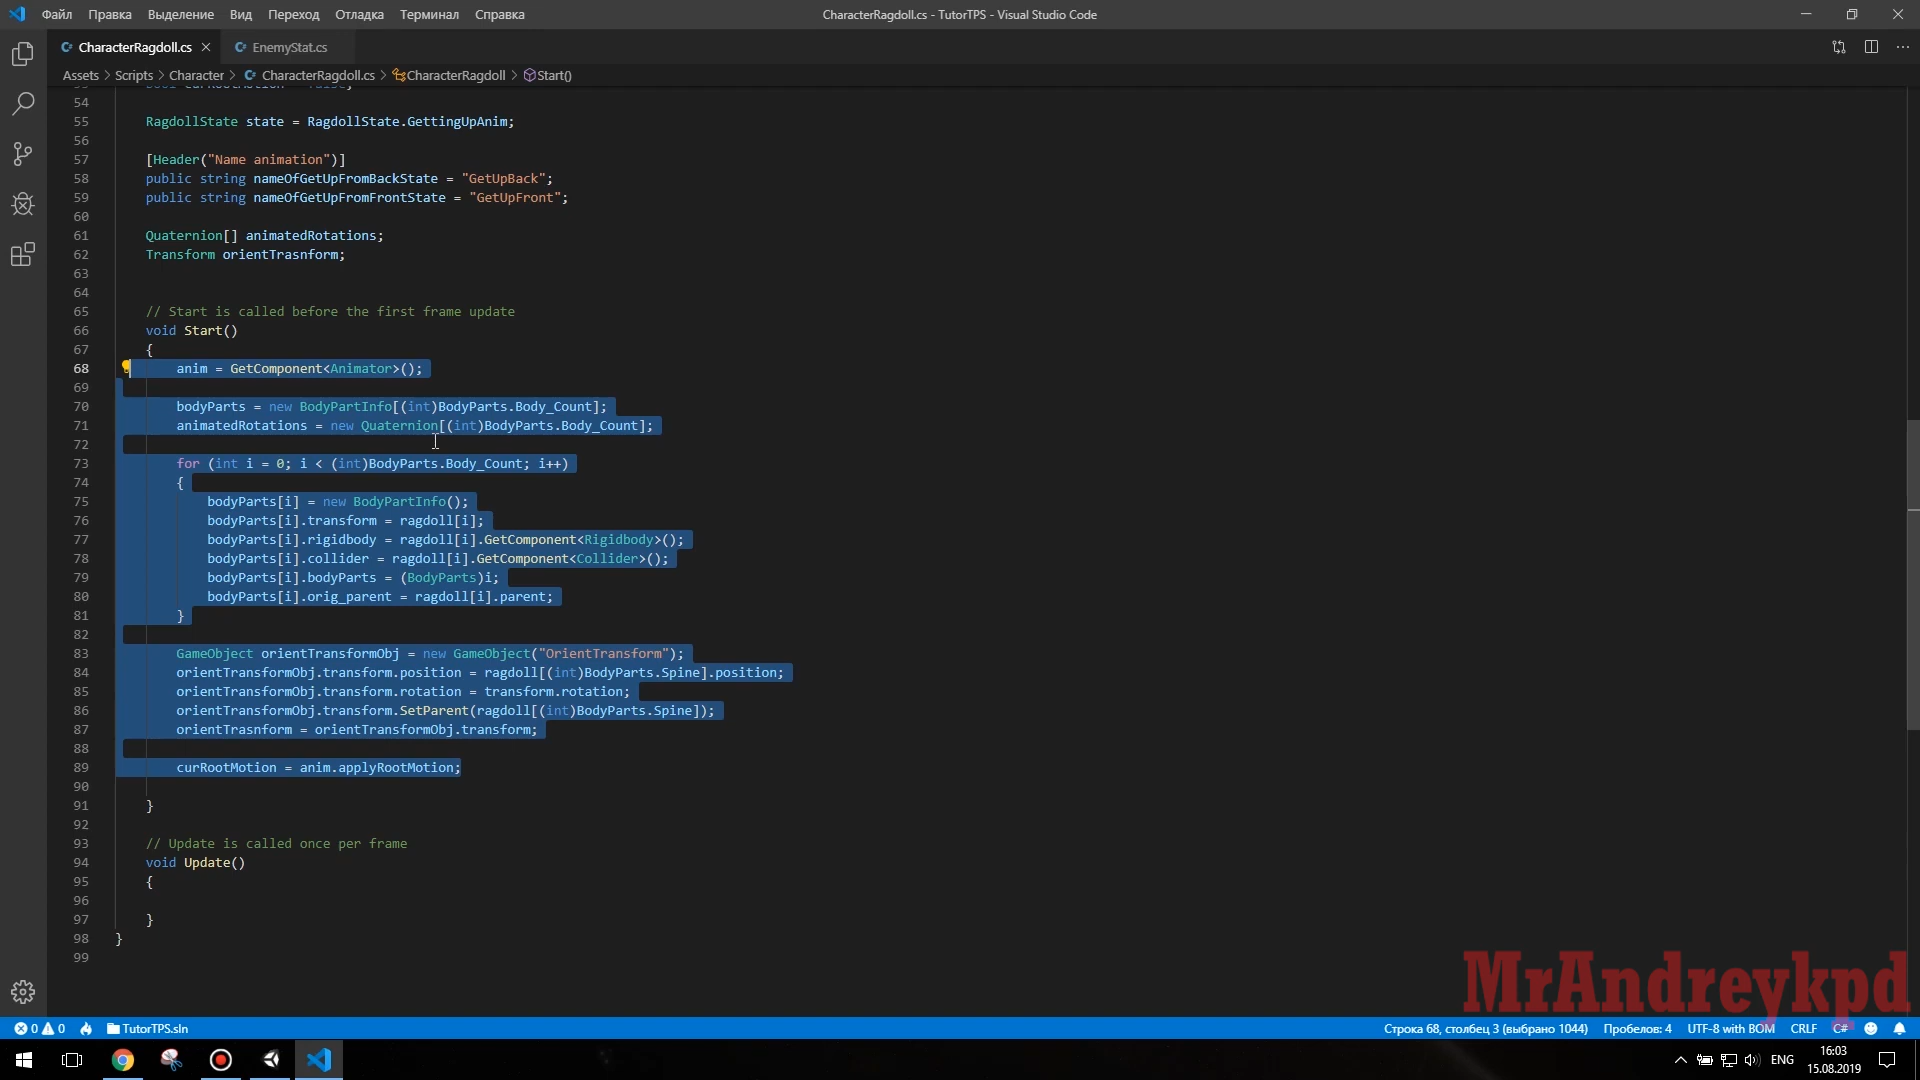 Файл Правка Выделение Вид Переход Отладка Терминал Справка CharacterRagdoll.cs - TutorTPS - Visual Studio Code
CharacterRagdoll.cs EnemyStat.cs
Assets > Scripts > Character > CharacterRagdoll.cs > CharacterRagdoll > Start()
54
55 RagdollState state = RagdollState.GettingUpAnim;
56
57 [Header("Name animation")]
58 public string nameOfGetUpFromBackState = "GetUpBack";
59 public string nameOfGetUpFromFrontState = "GetUpFront";
60
61 Quaternion[] animatedRotations;
62 Transform orientTrasnform;
63
64
65 // Start is called before the first frame update
66 void Start()
67 {
68 anim = GetComponent<Animator>();
69
70 bodyParts = new BodyPartInfo[(int)BodyParts.Body_Count];
71 animatedRotations = new Quaternion[(int)BodyParts.Body_Count];
72
73 for (int i = 0; i < (int)BodyParts.Body_Count; i++)
74 {
75 bodyParts[i] = new BodyPartInfo();
76 bodyParts[i].transform = ragdoll[i];
77 bodyParts[i].rigidbody = ragdoll[i].GetComponent<Rigidbody>();
78 bodyParts[i].collider = ragdoll[i].GetComponent<Collider>();
79 bodyParts[i].bodyParts = (BodyParts)i;
80 bodyParts[i].orig_parent = ragdoll[i].parent;
81 }
82
83 GameObject orientTransformObj = new GameObject("OrientTransform");
84 orientTransformObj.transform.position = ragdoll[(int)BodyParts.Spine].position;
85 orientTransformObj.transform.rotation = transform.rotation;
86 orientTransformObj.transform.SetParent(ragdoll[(int)BodyParts.Spine]);
87 orientTrasnform = orientTransformObj.transform;
88
89 curRootMotion = anim.applyRootMotion;
90
91 }
92
93 // Update is called once per frame
94 void Update()
95 {
96
97 }
98 }
99
MrAndreykpd
0 0 TutorTPS.sln Строка 68, столбец 3 (выбрано 1044) Пробелов: 4 UTF-8 with BOM CRLF C#
ENG 16:03
15.08.2019